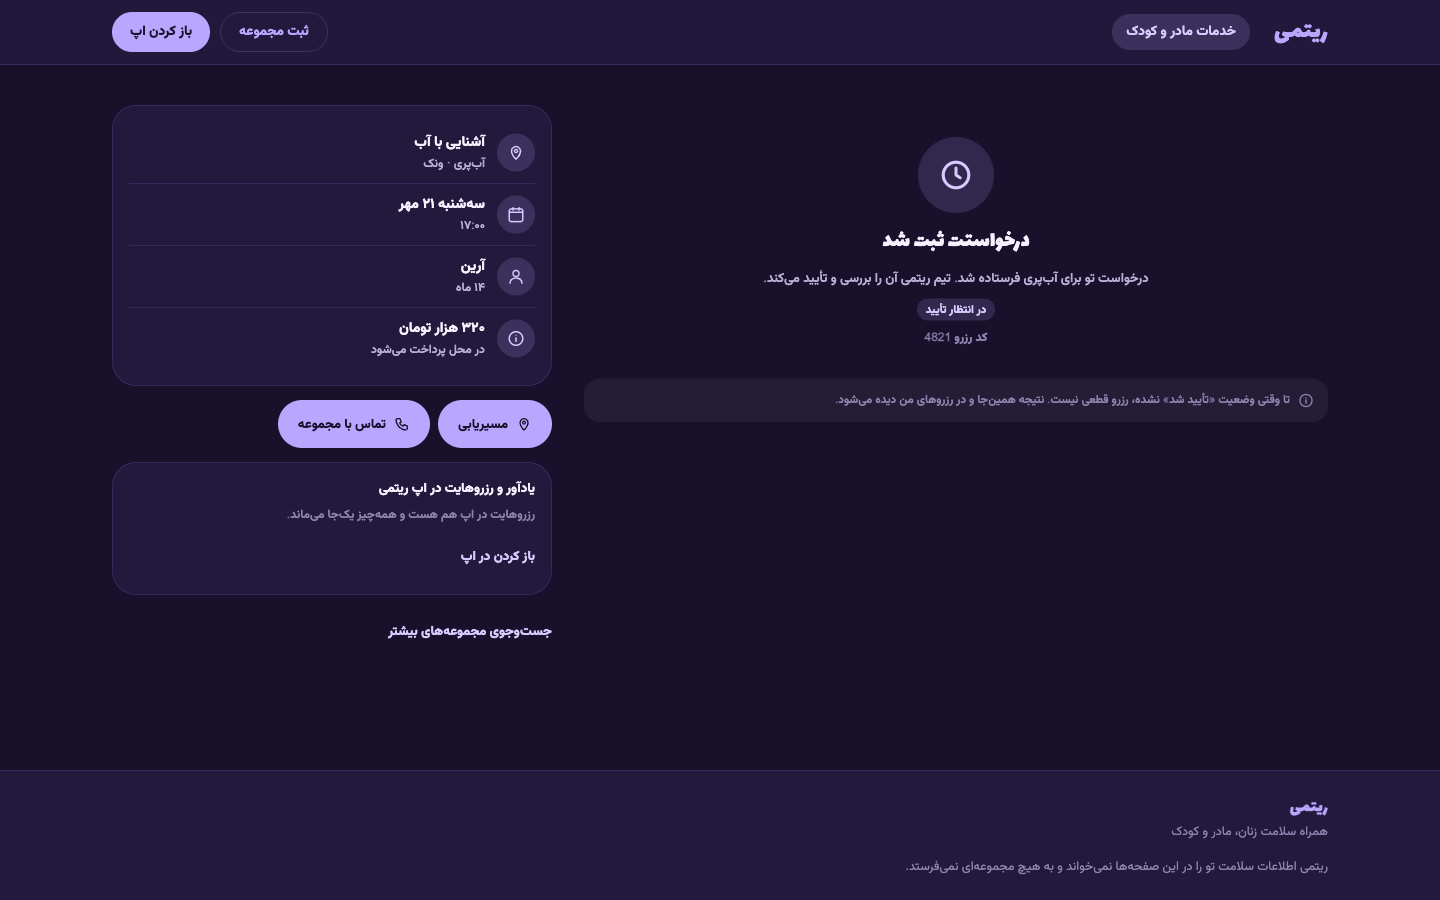 ریتمی
خدمات مادر و کودک
ثبت مجموعه
باز کردن اپ
درخواستت ثبت شد
درخواست تو برای آب‌پری فرستاده شد. تیم ریتمی آن را بررسی و تأیید می‌کند.
در انتظار تأیید
کد رزرو 4821
تا وقتی وضعیت «تأیید شد» نشده، رزرو قطعی نیست. نتیجه همین‌جا و در رزروهای من دیده می‌شود.
آشنایی با آب
آب‌پری · ونک
سه‌شنبه ۲۱ مهر
۱۷:۰۰
آرین
۱۴ ماه
۳۲۰ هزار تومان
در محل پرداخت می‌شود
مسیریابی
تماس با مجموعه
یادآور و رزروهایت در اپ ریتمی
رزروهایت در اپ هم هست و همه‌چیز یک‌جا می‌ماند.
باز کردن در اپ
جست‌وجوی مجموعه‌های بیشتر
ریتمی
همراه سلامت زنان، مادر و کودک
ریتمی اطلاعات سلامت تو را در این صفحه‌ها نمی‌خواند و به هیچ مجموعه‌ای نمی‌فرستد.